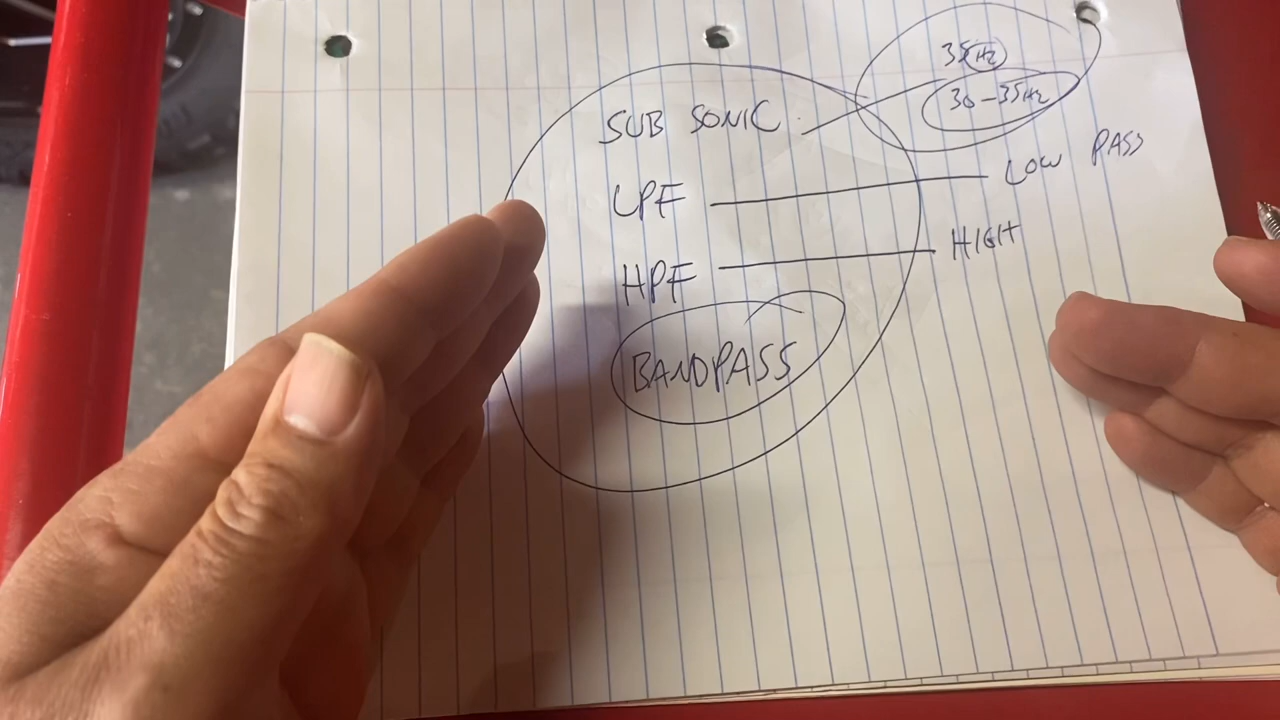 35Hz
30-35Hz
SUB SONIC
LPF LOW PASS
HPF HIGH
BANDPASS